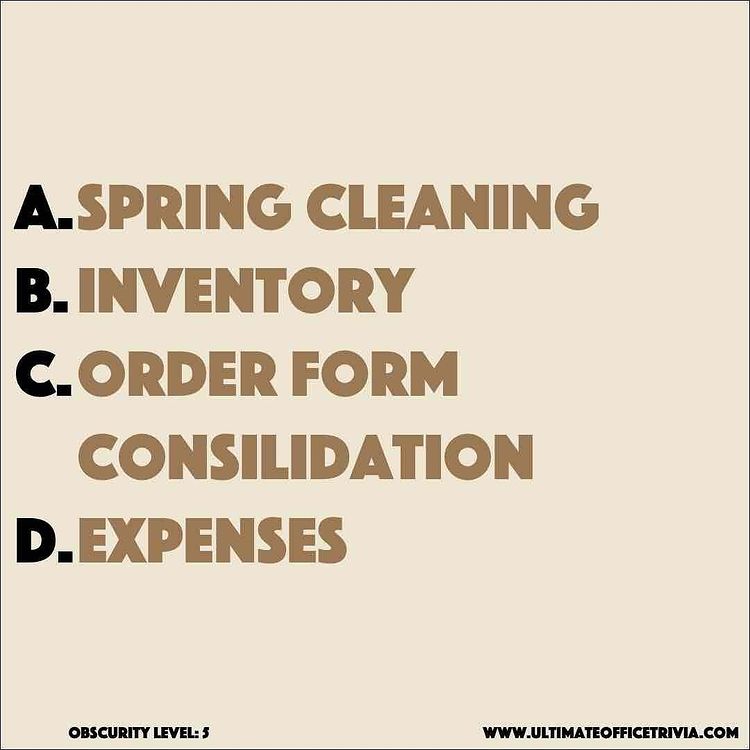 A. SPRING CLEANING
B. INVENTORY
C. ORDER FORM
CONSILIDATION
D. EXPENSES
OBSCURITY LEVEL: 5
WWW.ULTIMATEOFFICETRIVIA.COM